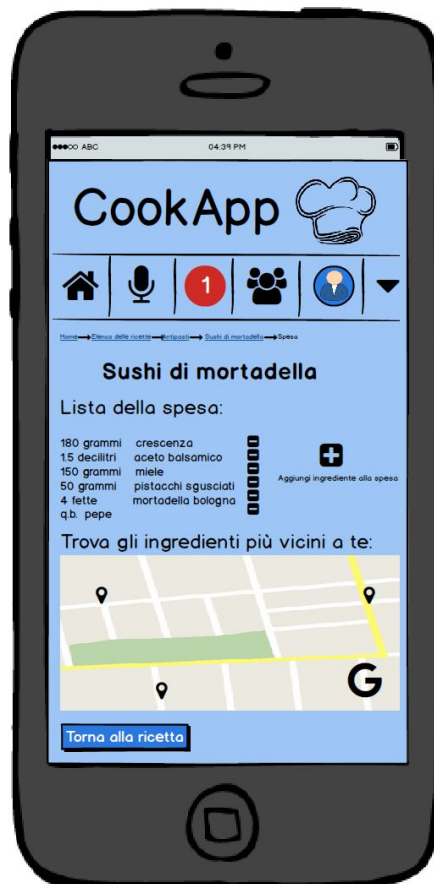 ABC 04:39 PM
CookApp
1
Home Elenco delle ricette Antipasti Sushi di mortadella Spesa
Sushi di mortadella
Lista della spesa:
180 grammi crescenza
1.5 decilitri aceto balsamico
150 grammi miele
50 grammi pistacchi sgusciati
4 fette mortadella bologna
q.b. pepe
Aggiungi ingrediente alla spesa
Trova gli ingredienti più vicini a te:
G
Torna alla ricetta